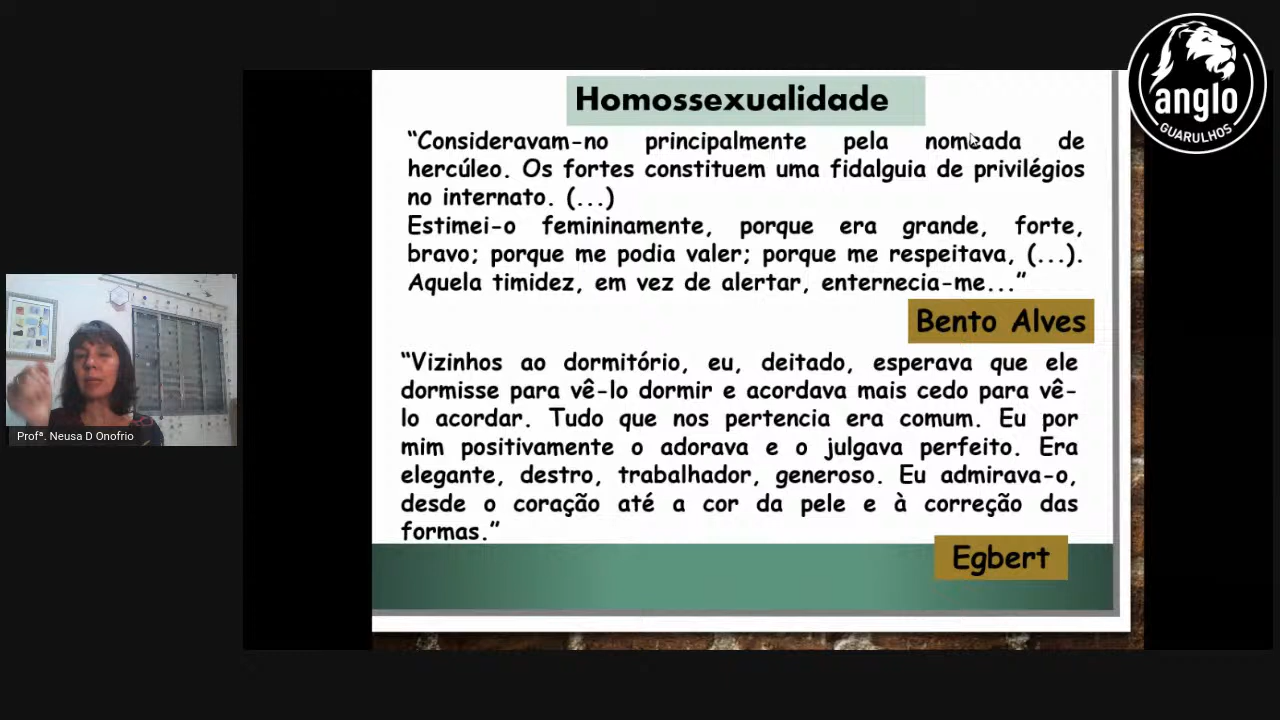 anglo
GUARULHOS
Homossexualidade
“Consideravam-no principalmente pela nomeada de
hercúleo. Os fortes constituem uma fidalguia de privilégios
no internato. (...)
Estimei-o femininamente, porque era grande, forte,
bravo; porque me podia valer; porque me respeitava, (...).
Aquela timidez, em vez de alertar, enternecia-me...”
Bento Alves
“Vizinhos ao dormitório, eu, deitado, esperava que ele
dormisse para vê-lo dormir e acordava mais cedo para vê-
lo acordar. Tudo que nos pertencia era comum. Eu por
mim positivamente o adorava e o julgava perfeito. Era
elegante, destro, trabalhador, generoso. Eu admirava-o,
desde o coração até a cor da pele e à correção das
formas.”
Egbert
Profª. Neusa D Onofrio